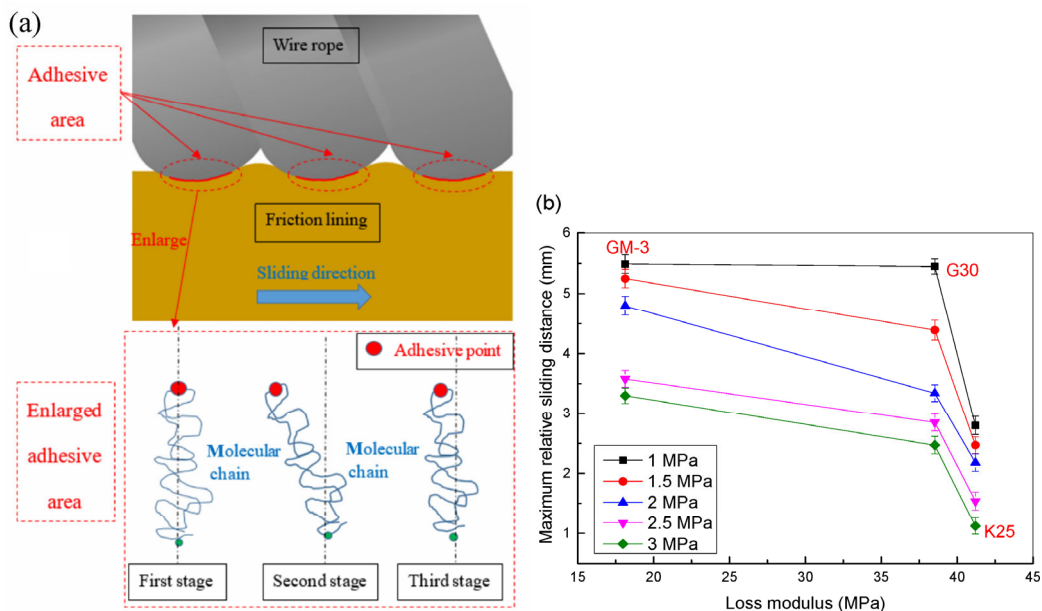 (a)
Wire rope
Adhesive
area
Friction lining
Enlarge
Sliding direction
Adhesive point
Enlarged
adhesive
area
Molecular
chain
Molecular
chain
First stage
Second stage
Third stage
(b)
Maximum relative sliding distance (mm)
6
5
4
3
2
1
GM-3
G30
K25
1 MPa
1.5 MPa
2 MPa
2.5 MPa
3 MPa
15 20 25 30 35 40 45
Loss modulus (MPa)